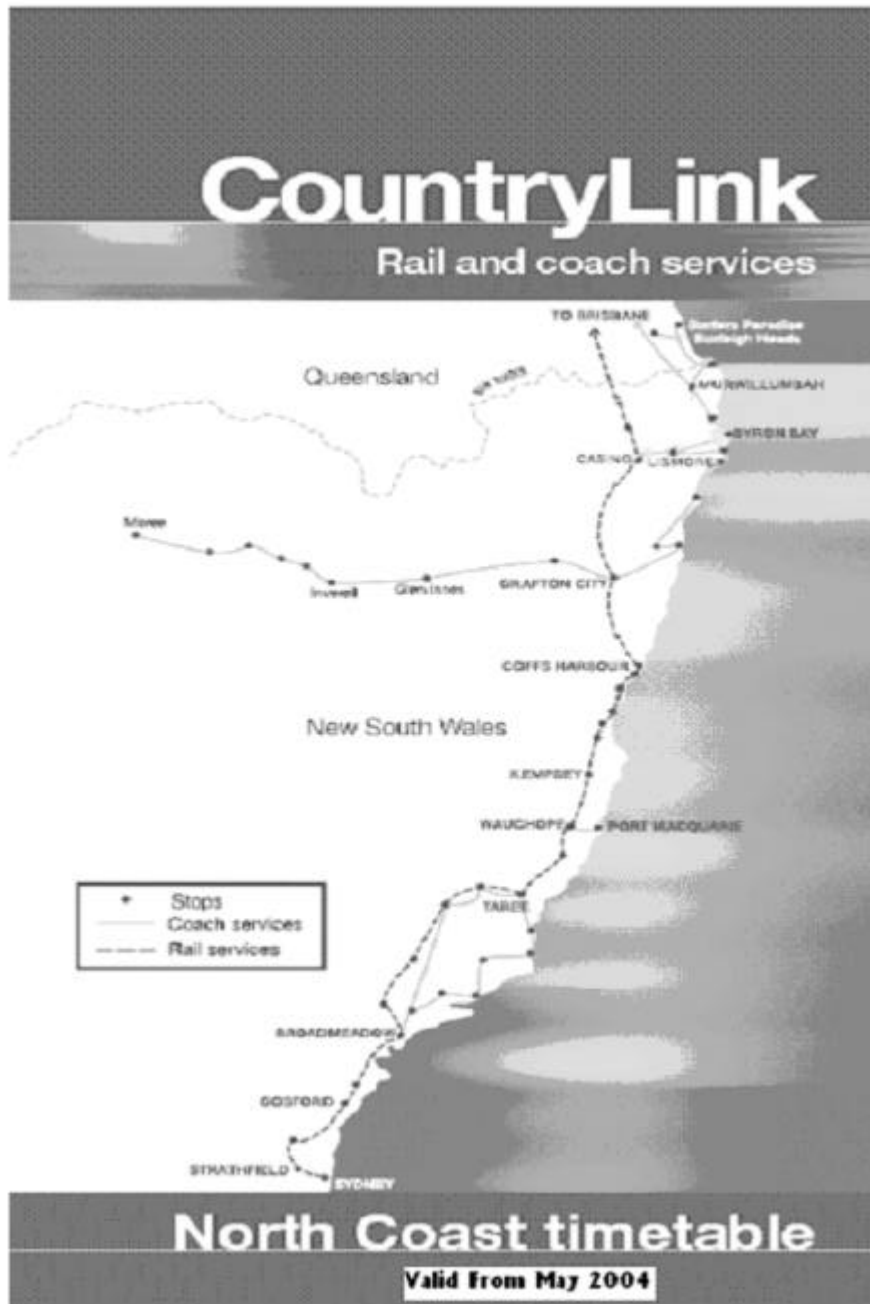 CountryLink
Rail and coach services
TO BRISBANE
Surfers Paradise
Burleigh Heads
Queensland
MURWILLUMBAH
BYRON BAY
CASINO
LISMORE
Moree
Inverell
Glen Innes
GRAFTON CITY
COFFS HARBOUR
New South Wales
KEMPSEY
WAUCHOPE
PORT MACQUARIE
Stops
Coach services
Rail services
TAREE
BROADMEADOW
GOSFORD
STRATHFIELD
SYDNEY
North Coast timetable
Valid From May 2004